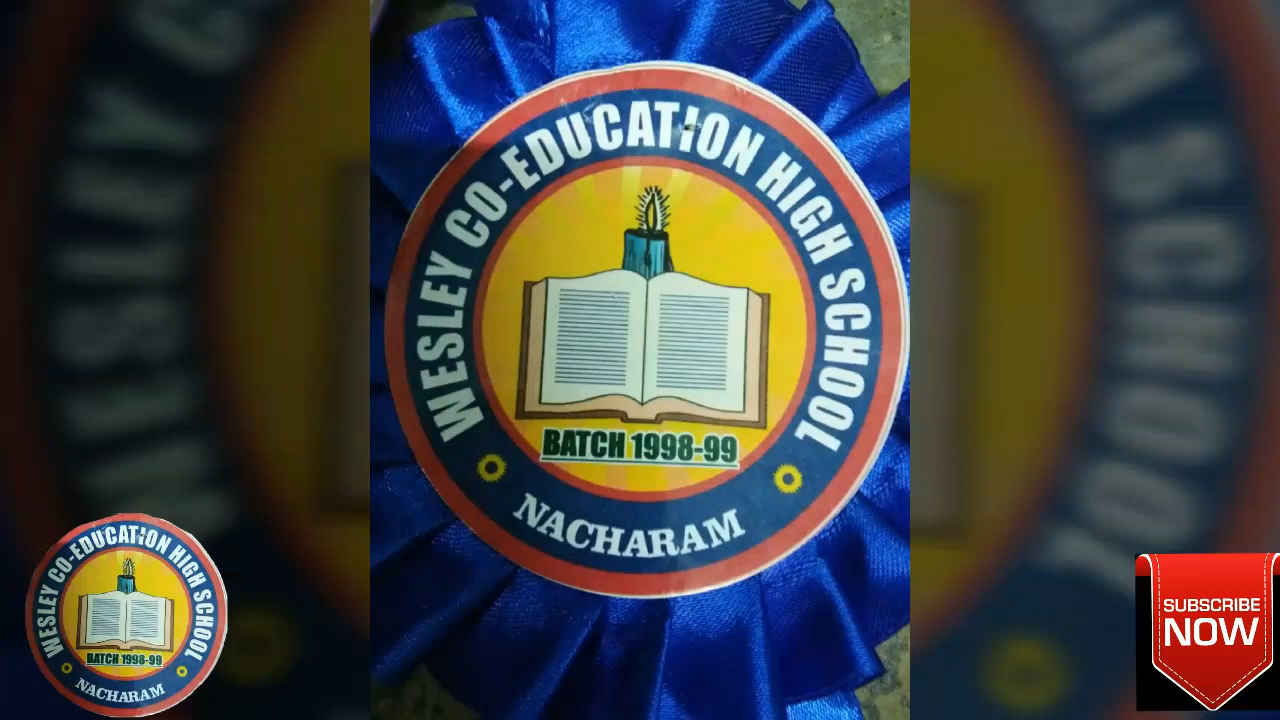 WESLEY CO-EDUCATION HIGH SCHOOL
BATCH 1998-99
NACHARAM
WESLEY CO-EDUCATION HIGH SCHOOL
BATCH 1998-99
NACHARAM
SUBSCRIBE
NOW